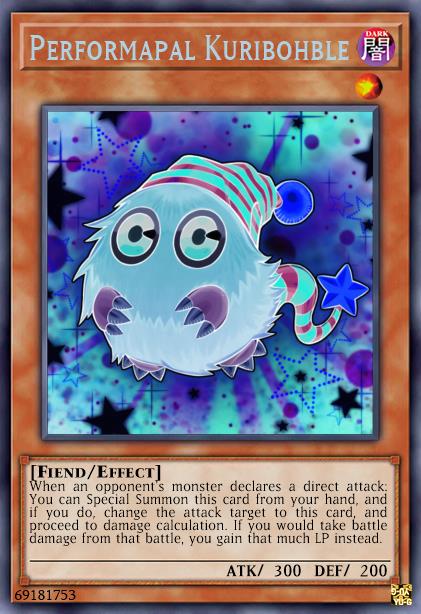 PERFORMAPAL KURIBOHBLE
DARK
闇
[FIEND/EFFECT]
When an opponent's monster declares a direct attack:
You can Special Summon this card from your hand, and
if you do, change the attack target to this card, and
proceed to damage calculation. If you would take battle
damage from that battle, you gain that much LP instead.
ATK/ 300 DEF/ 200
69181753